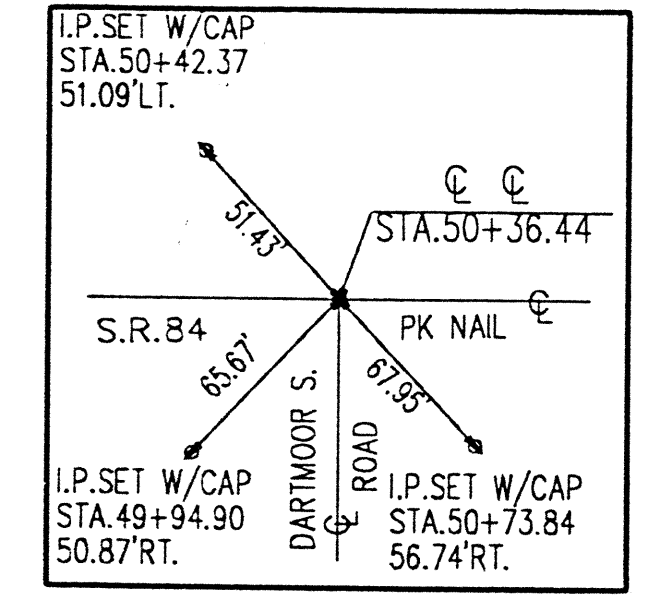 I.P.SET W/CAP
STA.50+42.37
51.09'LT.
51.43'
℄ ℄
STA.50+36.44
℄
S.R.84
PK NAIL
65.67'
67.95'
DARTMOOR S.
ROAD
℄
I.P.SET W/CAP
STA.49+94.90
50.87'RT.
I.P.SET W/CAP
STA.50+73.84
56.74'RT.